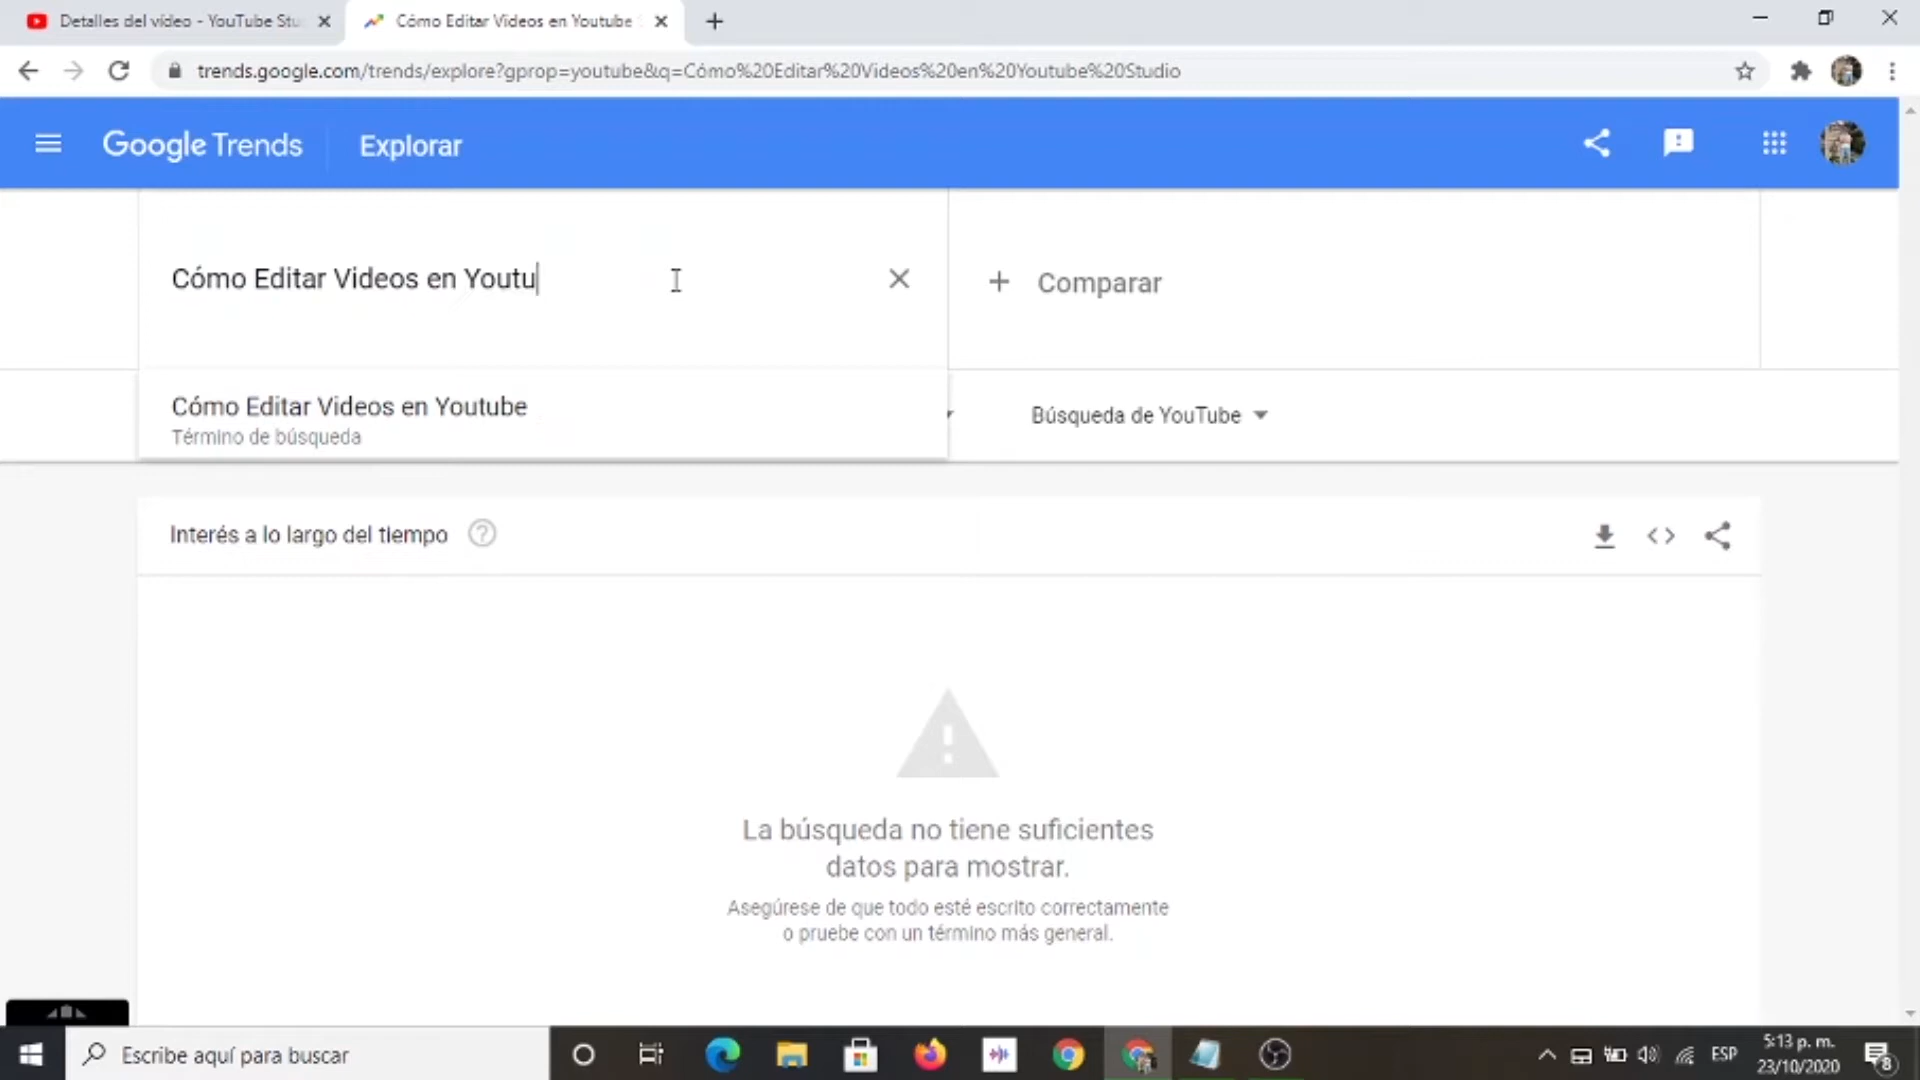 Detalles del vídeo - YouTube Stu
Cómo Editar Videos en Youtube S
trends.google.com/trends/explore?gprop=youtube&q=Cómo%20Editar%20Videos%20en%20Youtube%20Studio
Google Trends
Explorar
Cómo Editar Videos en Youtu
Comparar
Cómo Editar Videos en Youtube
Término de búsqueda
Búsqueda de YouTube
Interés a lo largo del tiempo
La búsqueda no tiene suficientes
datos para mostrar.
Asegúrese de que todo esté escrito correctamente
o pruebe con un término más general.
Escribe aquí para buscar
ESP
5:13 p. m.
23/10/2020
8